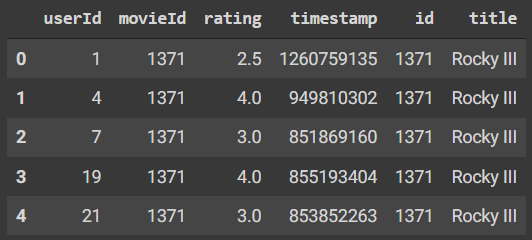 userId movieId rating timestamp id title
0 1 1371 2.5 1260759135 1371 Rocky III
1 4 1371 4.0 949810302 1371 Rocky III
2 7 1371 3.0 851869160 1371 Rocky III
3 19 1371 4.0 855193404 1371 Rocky III
4 21 1371 3.0 853852263 1371 Rocky III